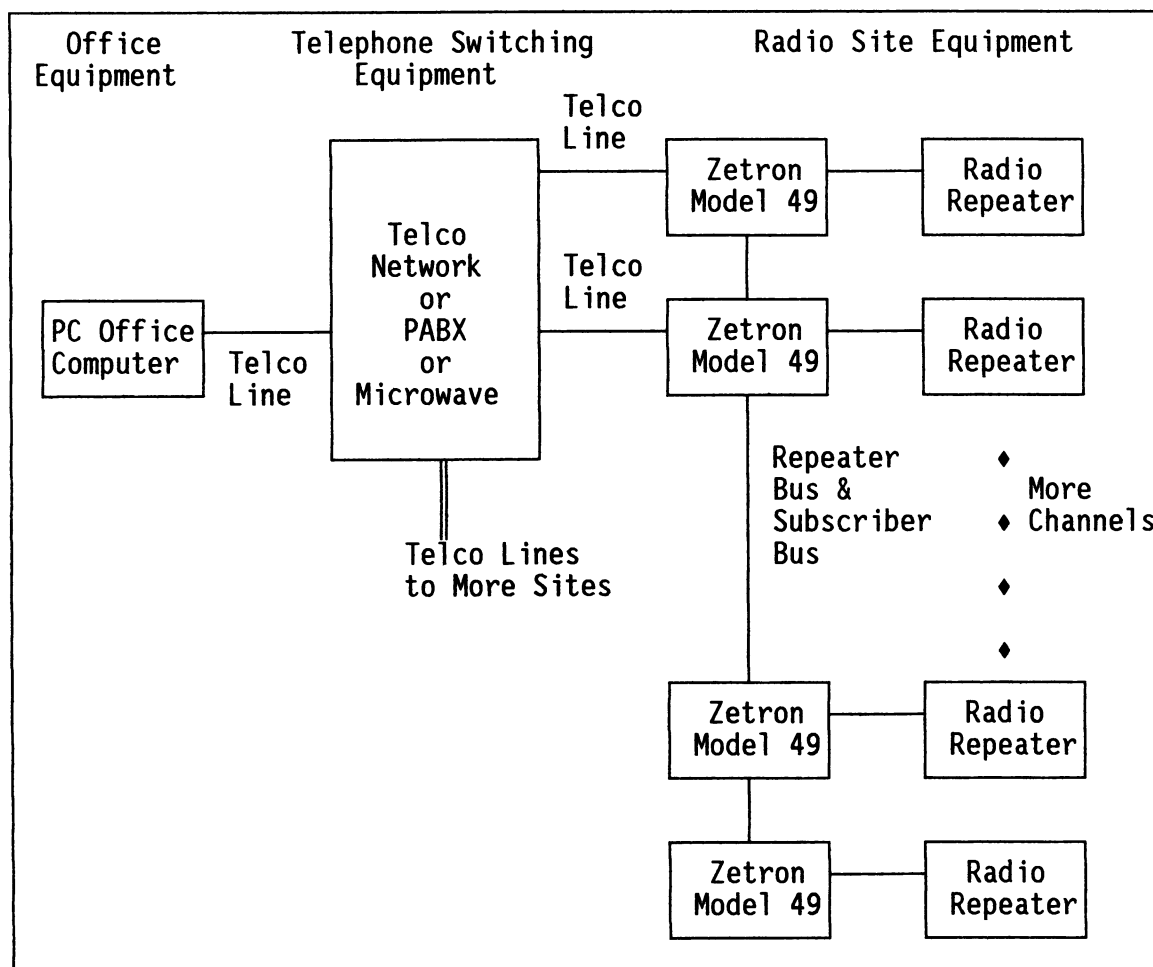 Office
Equipment
Telephone Switching
Equipment
Radio Site Equipment
Telco
Line
Zetron
Model 49
Radio
Repeater
Telco
Network
or
PABX
or
Microwave
Telco
Line
PC Office
Computer
Telco
Line
Zetron
Model 49
Radio
Repeater
Repeater
Bus &
Subscriber
Bus
More
Channels
Telco Lines
to More Sites
Zetron
Model 49
Radio
Repeater
Zetron
Model 49
Radio
Repeater